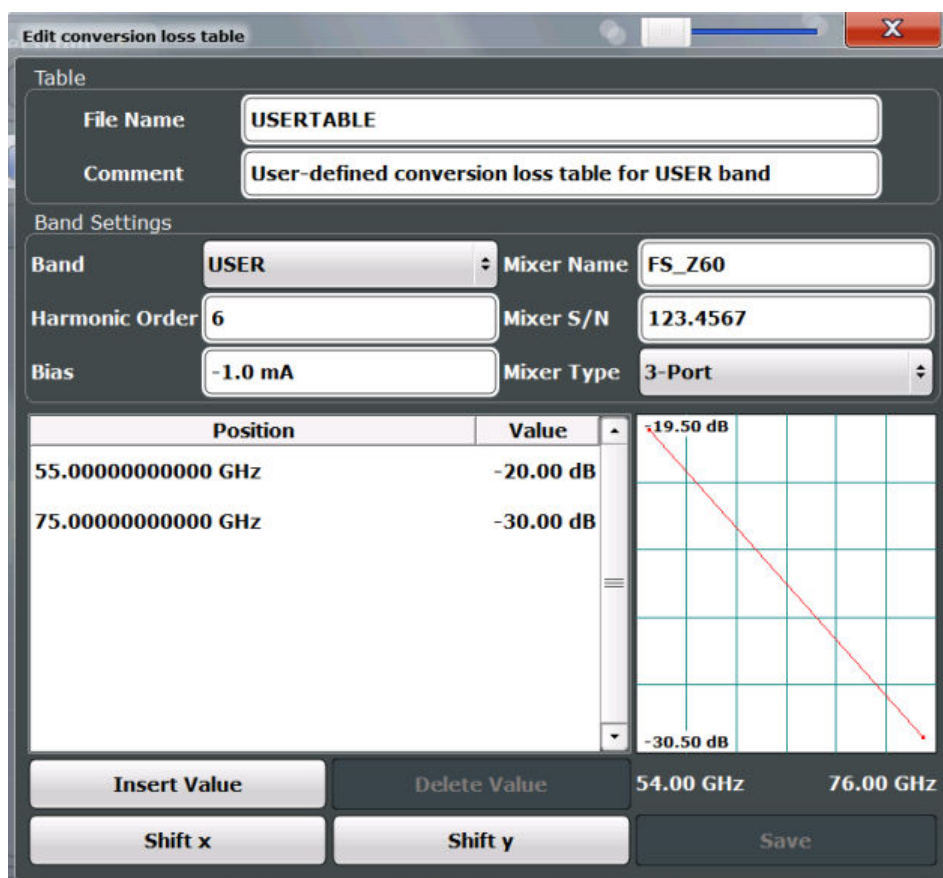 Edit conversion loss table
X
Table
File Name USERTABLE
Comment User-defined conversion loss table for USER band
Band Settings
Band USER Mixer Name FS_Z60
Harmonic Order 6 Mixer S/N 123.4567
Bias -1.0 mA Mixer Type 3-Port
Position Value
55.00000000000 GHz -20.00 dB
75.00000000000 GHz -30.00 dB
-19.50 dB
-30.50 dB
54.00 GHz 76.00 GHz
Insert Value Delete Value
Shift x Shift y Save